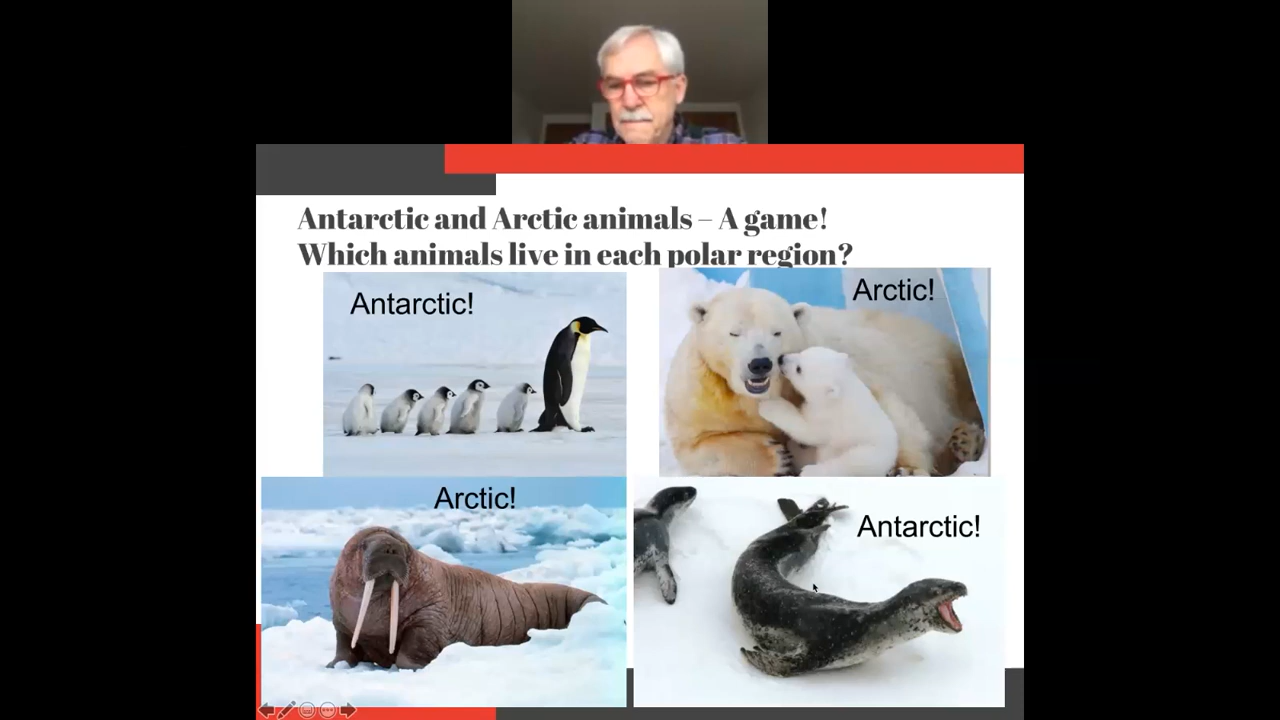 Antarctic and Arctic animals – A game!
Which animals live in each polar region?
Antarctic!
Arctic!
Arctic!
Antarctic!